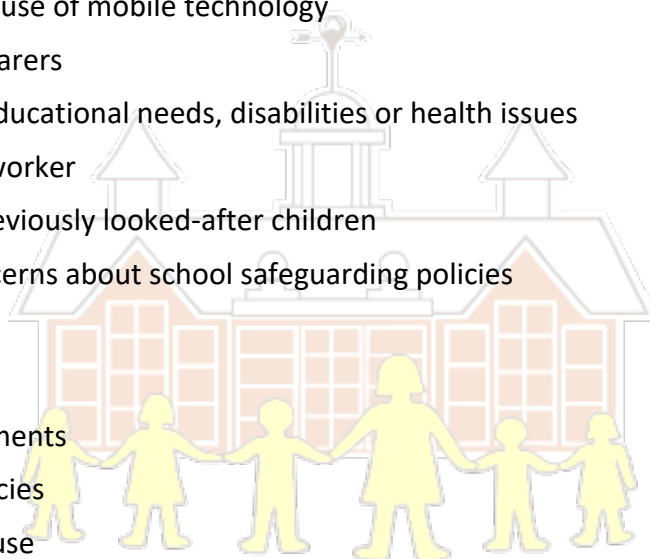 use of mobile technology
arers
ducational needs, disabilities or health issues
worker
eviously looked-after children
cerns about school safeguarding policies
ments
cies
use